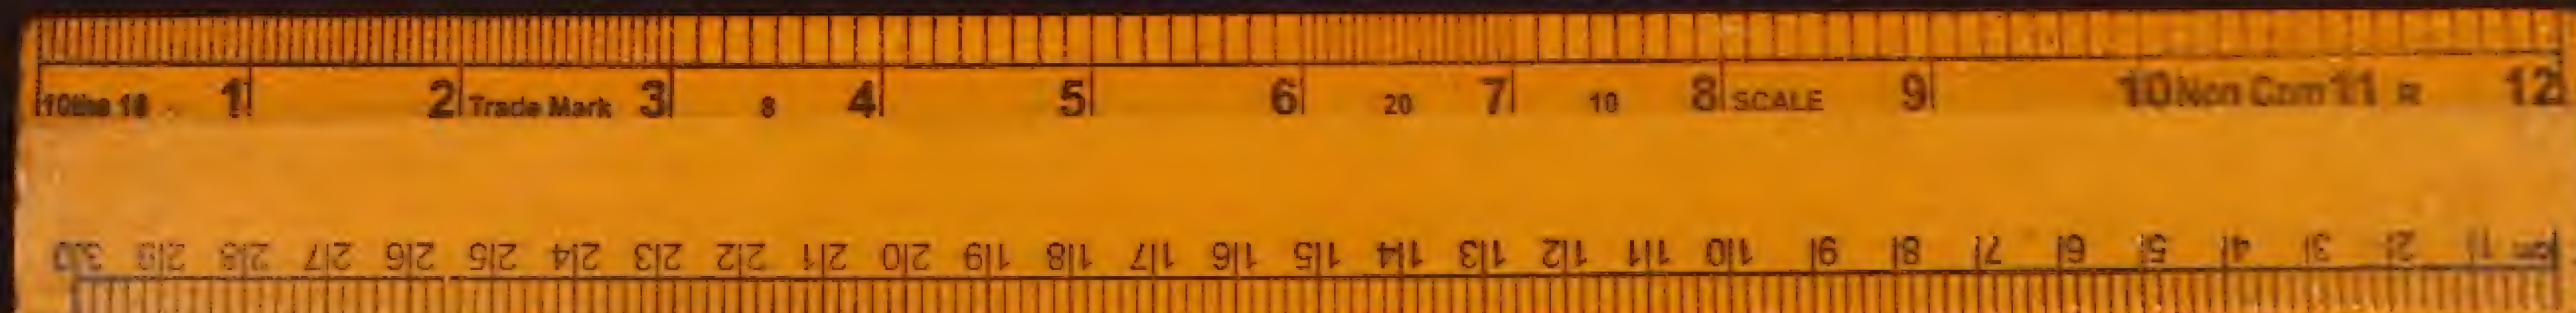 10ths 16 1 2 Trade Mark 3 8 4 5 6 20 7 10 8 SCALE 9 10 Non Com 11 R 12
cm 1 2 3 4 5 6 7 8 9 10 11 12 13 14 15 16 17 18 19 20 21 22 23 24 25 26 27 28 29 30